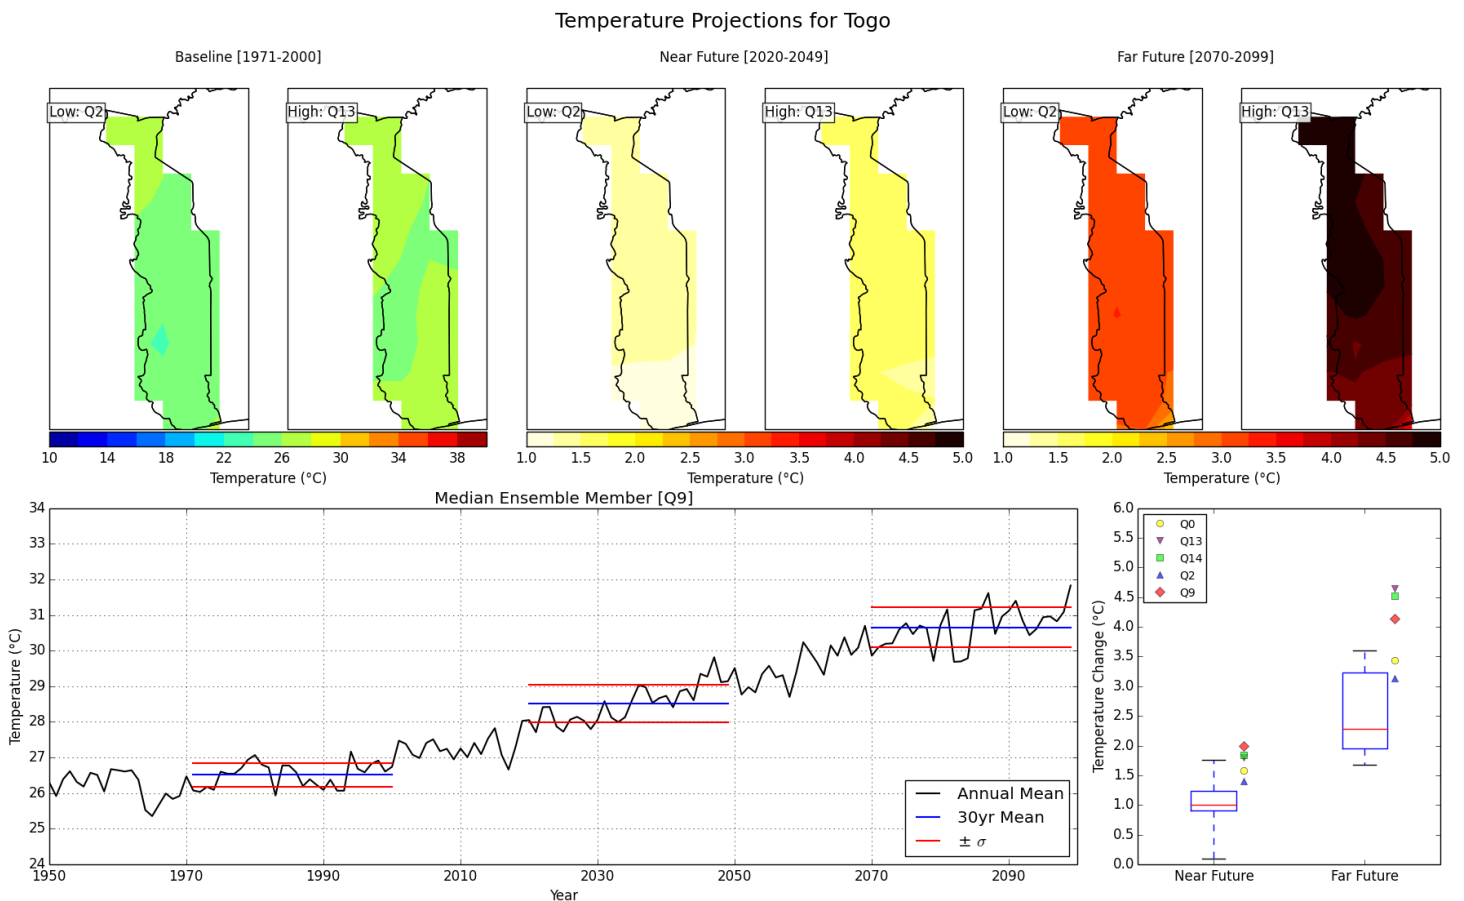 Temperature Projections for Togo
Baseline [1971-2000]
Near Future [2020-2049]
Far Future [2070-2099]
Low: Q2
High: Q13
Low: Q2
High: Q13
Low: Q2
High: Q13
10 14 18 22 26 30 34 38
Temperature (°C)
1.0 1.5 2.0 2.5 3.0 3.5 4.0 4.5 5.0
Temperature (°C)
1.0 1.5 2.0 2.5 3.0 3.5 4.0 4.5 5.0
Temperature (°C)
Median Ensemble Member [Q9]
34
33
32
31
30
29
28
27
26
25
24
Temperature (°C)
1950 1970 1990 2010 2030 2050 2070 2090
Year
Annual Mean
30yr Mean
± σ
6.0
5.5
5.0
4.5
4.0
3.5
3.0
2.5
2.0
1.5
1.0
0.5
0.0
Temperature Change (°C)
Q0
Q13
Q14
Q2
Q9
Near Future
Far Future